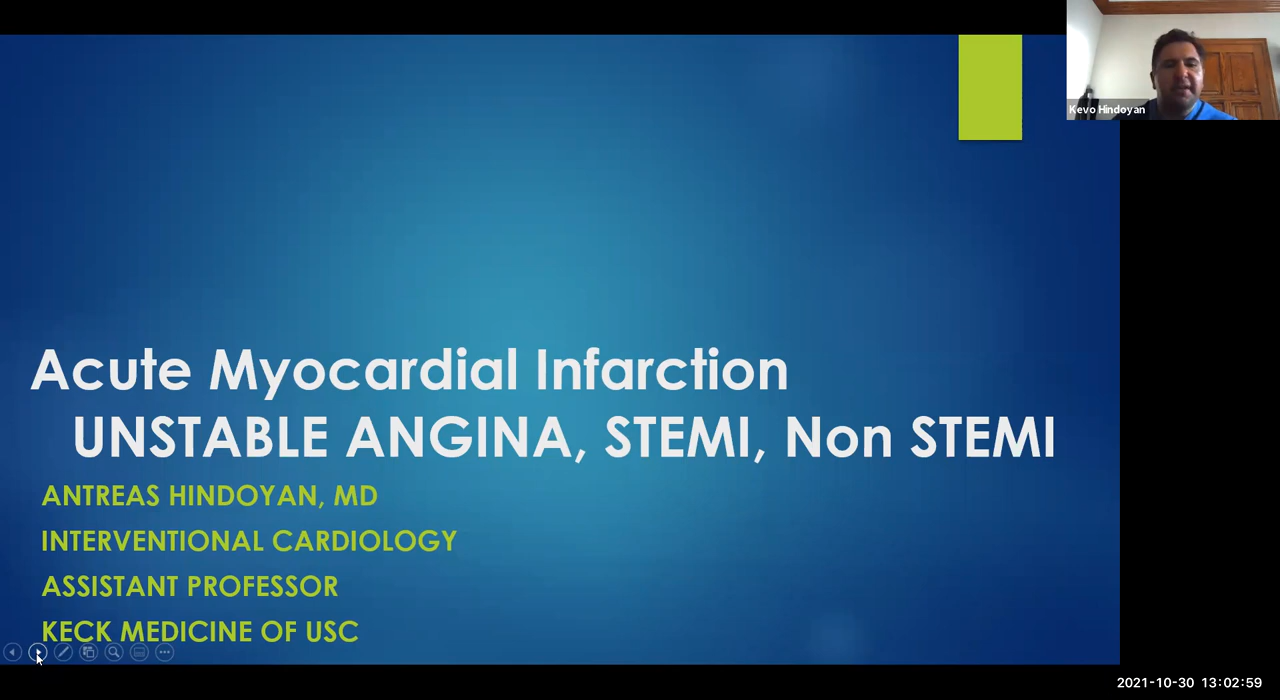 Kevo Hindoyan
Acute Myocardial Infarction
UNSTABLE ANGINA, STEMI, Non STEMI
ANTREAS HINDOYAN, MD
INTERVENTIONAL CARDIOLOGY
ASSISTANT PROFESSOR
KECK MEDICINE OF USC
2021-10-30 13:02:59